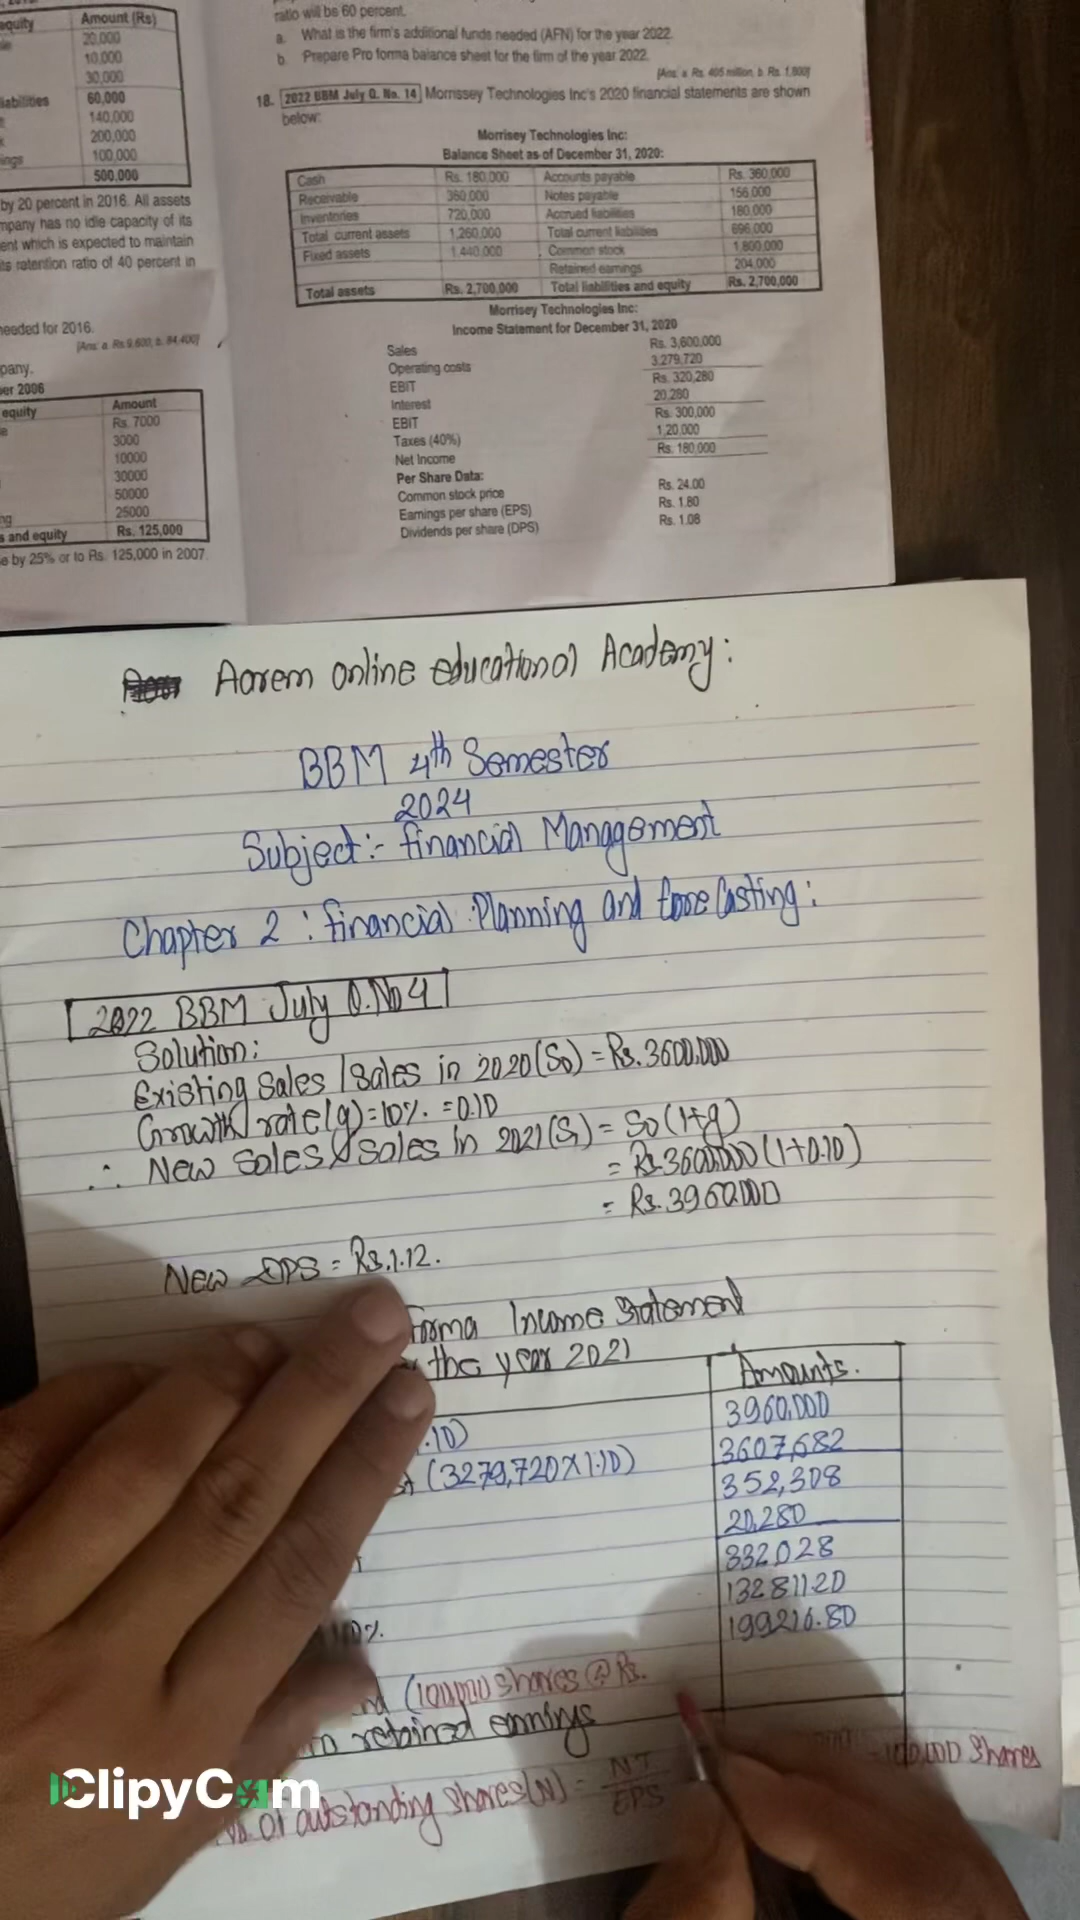 equity Amount (Rs)
20,000
10,000
30,000
liabilities 60,000
140,000
200,000
ings 100,000
500,000
by 20 percent in 2016. All assets
mpany has no idle capacity of its
ent which is expected to maintain
its retention ratio of 40 percent in
needed for 2016.
[Ans: a. Rs 9,600, b. 84,400]
pany.
er 2006
equity Amount
Rs. 7000
3000
10000
30000
50000
25000
s and equity Rs. 125,000
e by 25% or to Rs. 125,000 in 2007.
ratio will be 60 percent.
a. What is the firm's additional funds needed (AFN) for the year 2022.
b. Prepare Pro forma balance sheet for the firm of the year 2022.
[Ans: a. Rs. 405 million, b. Rs. 1,800]
18. 2022 BBM July Q. No. 14 Morrissey Technologies Inc's 2020 financial statements are shown
below:
Morrisey Technologies Inc:
Balance Sheet as of December 31, 2020:
Cash Rs. 180,000 Accounts payable Rs. 360,000
Receivable 360,000 Notes payable 156,000
Inventories 720,000 Accrued liabilities 180,000
Total current assets 1,260,000 Total current liabilities 696,000
Fixed assets 1,440,000 Common stock 1,800,000
Retained earnings 204,000
Total assets Rs. 2,700,000 Total liabilities and equity Rs. 2,700,000
Morrisey Technologies Inc:
Income Statement for December 31, 2020
Sales Rs. 3,600,000
Operating costs 3,279,720
EBIT Rs. 320,280
Interest 20,280
EBIT Rs. 300,000
Taxes (40%) 1,20,000
Net Income Rs. 180,000
Per Share Data:
Common stock price Rs. 24.00
Earnings per share (EPS) Rs. 1.80
Dividends per share (DPS) Rs. 1.08
Aorem online educational Academy:
BBM 4th Semester
2024
Subject:- financial Management
Chapter 2 : financial Planning and forecasting:
2022 BBM July Q.No 4
Solution:
Existing sales / sales in 2020 (S0) = Rs. 3600,000
Growth rate (g) = 10% = 0.10
∴ New sales / sales in 2021 (S1) = S0 (1+g)
= Rs. 3600,000 (1+0.10)
= Rs. 3960,000
New DPS = Rs. 1.12.
forma Income Statement
the year 2021
Amounts.
.10) 3960,000
(3279,720×1.10) 3607,682
352,308
20,280
332028
132811.20
199216.80
(100,000 shares @ Rs.
to retained earnings
100,000 Shares
No. of outstanding shares (N) = NI / EPS
ClipyCam